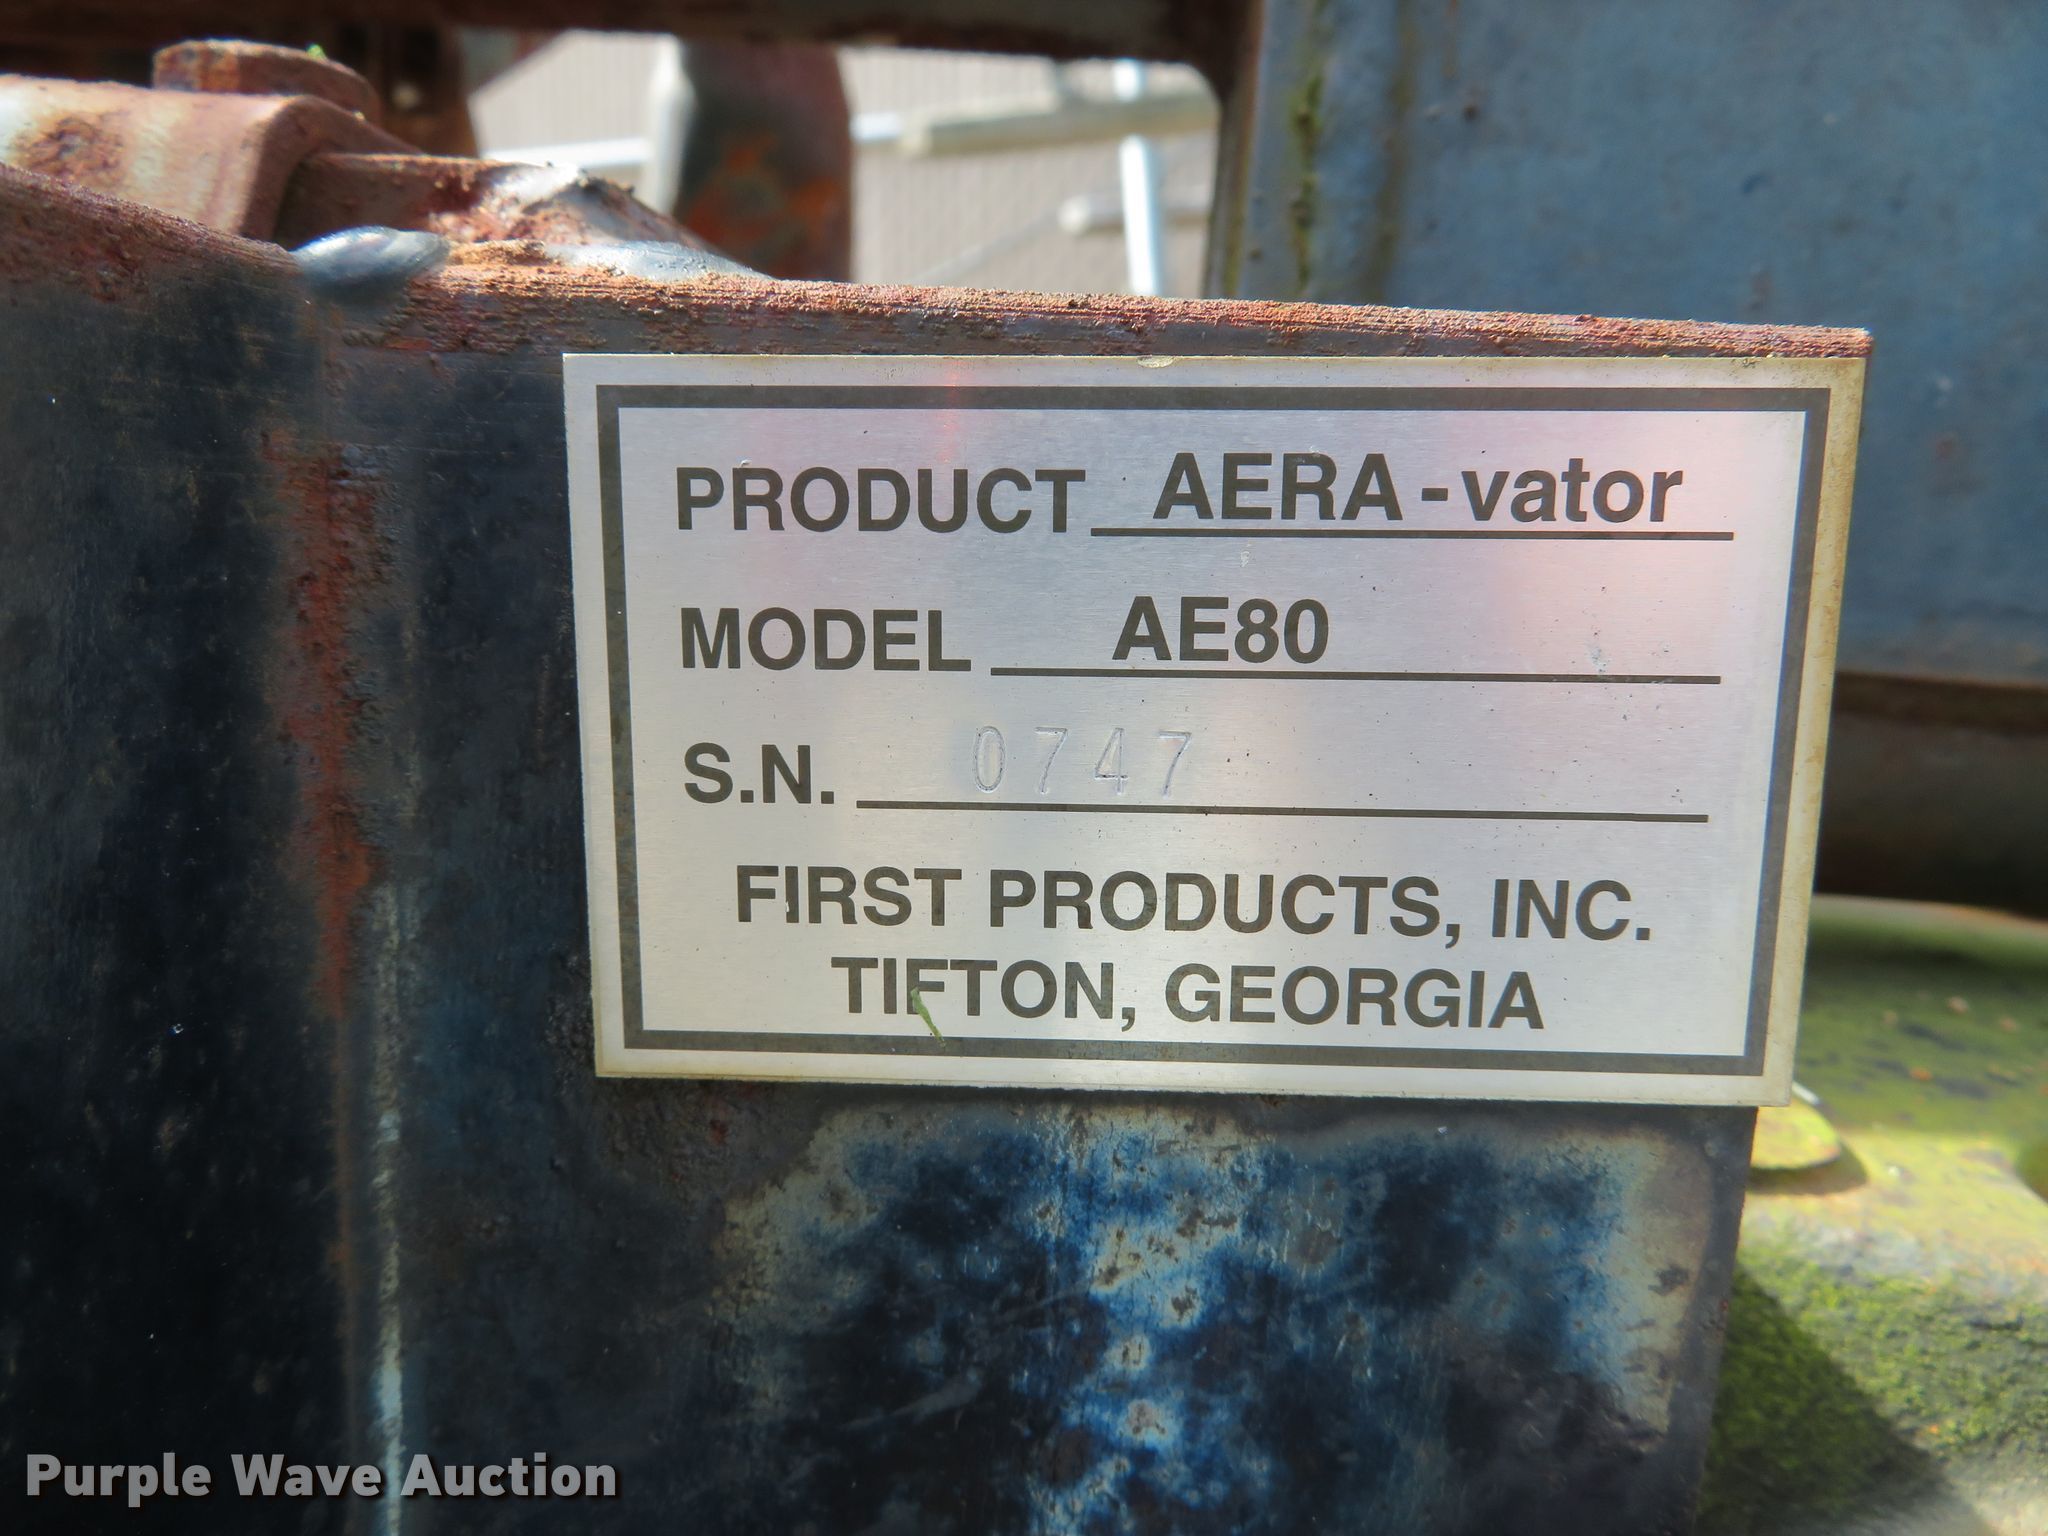 PRODUCT AERA-vator
MODEL AE80
S.N. 0747
FIRST PRODUCTS, INC.
TIFTON, GEORGIA
Purple Wave Auction